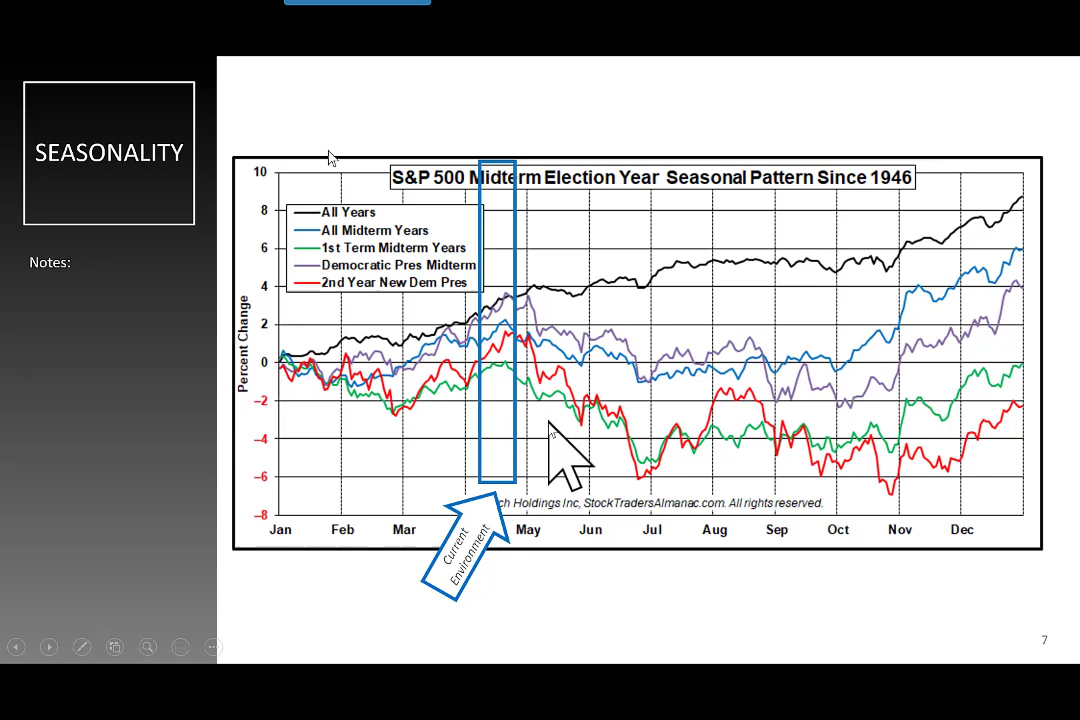 SEASONALITY
Notes:
S&P 500 Midterm Election Year Seasonal Pattern Since 1946
All Years
All Midterm Years
1st Term Midterm Years
Democratic Pres Midterm
2nd Year New Dem Pres
Percent Change
10
8
6
4
2
0
–2
–4
–6
–8
Holdings Inc, StockTradersAlmanac.com. All rights reserved.
Jan Feb Mar May Jun Jul Aug Sep Oct Nov Dec
Current
Environment
7